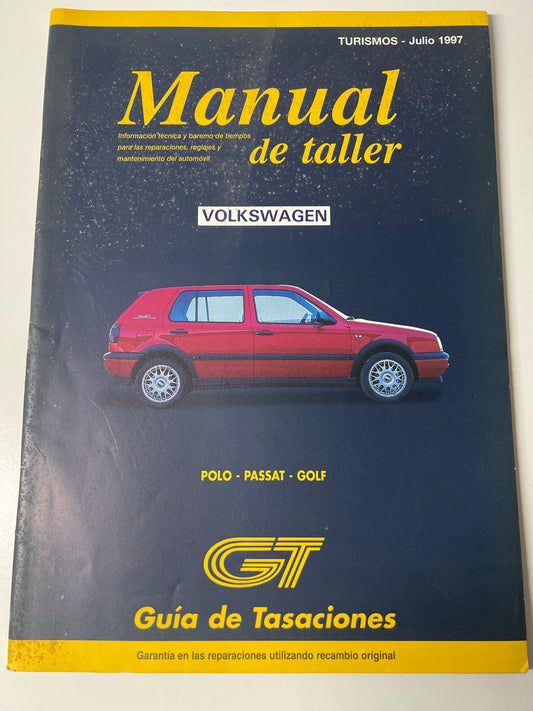 TURISMOS - Julio 1997
Manual
Información técnica y baremo de tiempos
para las reparaciones, reglajes y
mantenimiento del automóvil
de taller
VOLKSWAGEN
POLO - PASSAT - GOLF
GT
Guía de Tasaciones
Garantía en las reparaciones utilizando recambio original